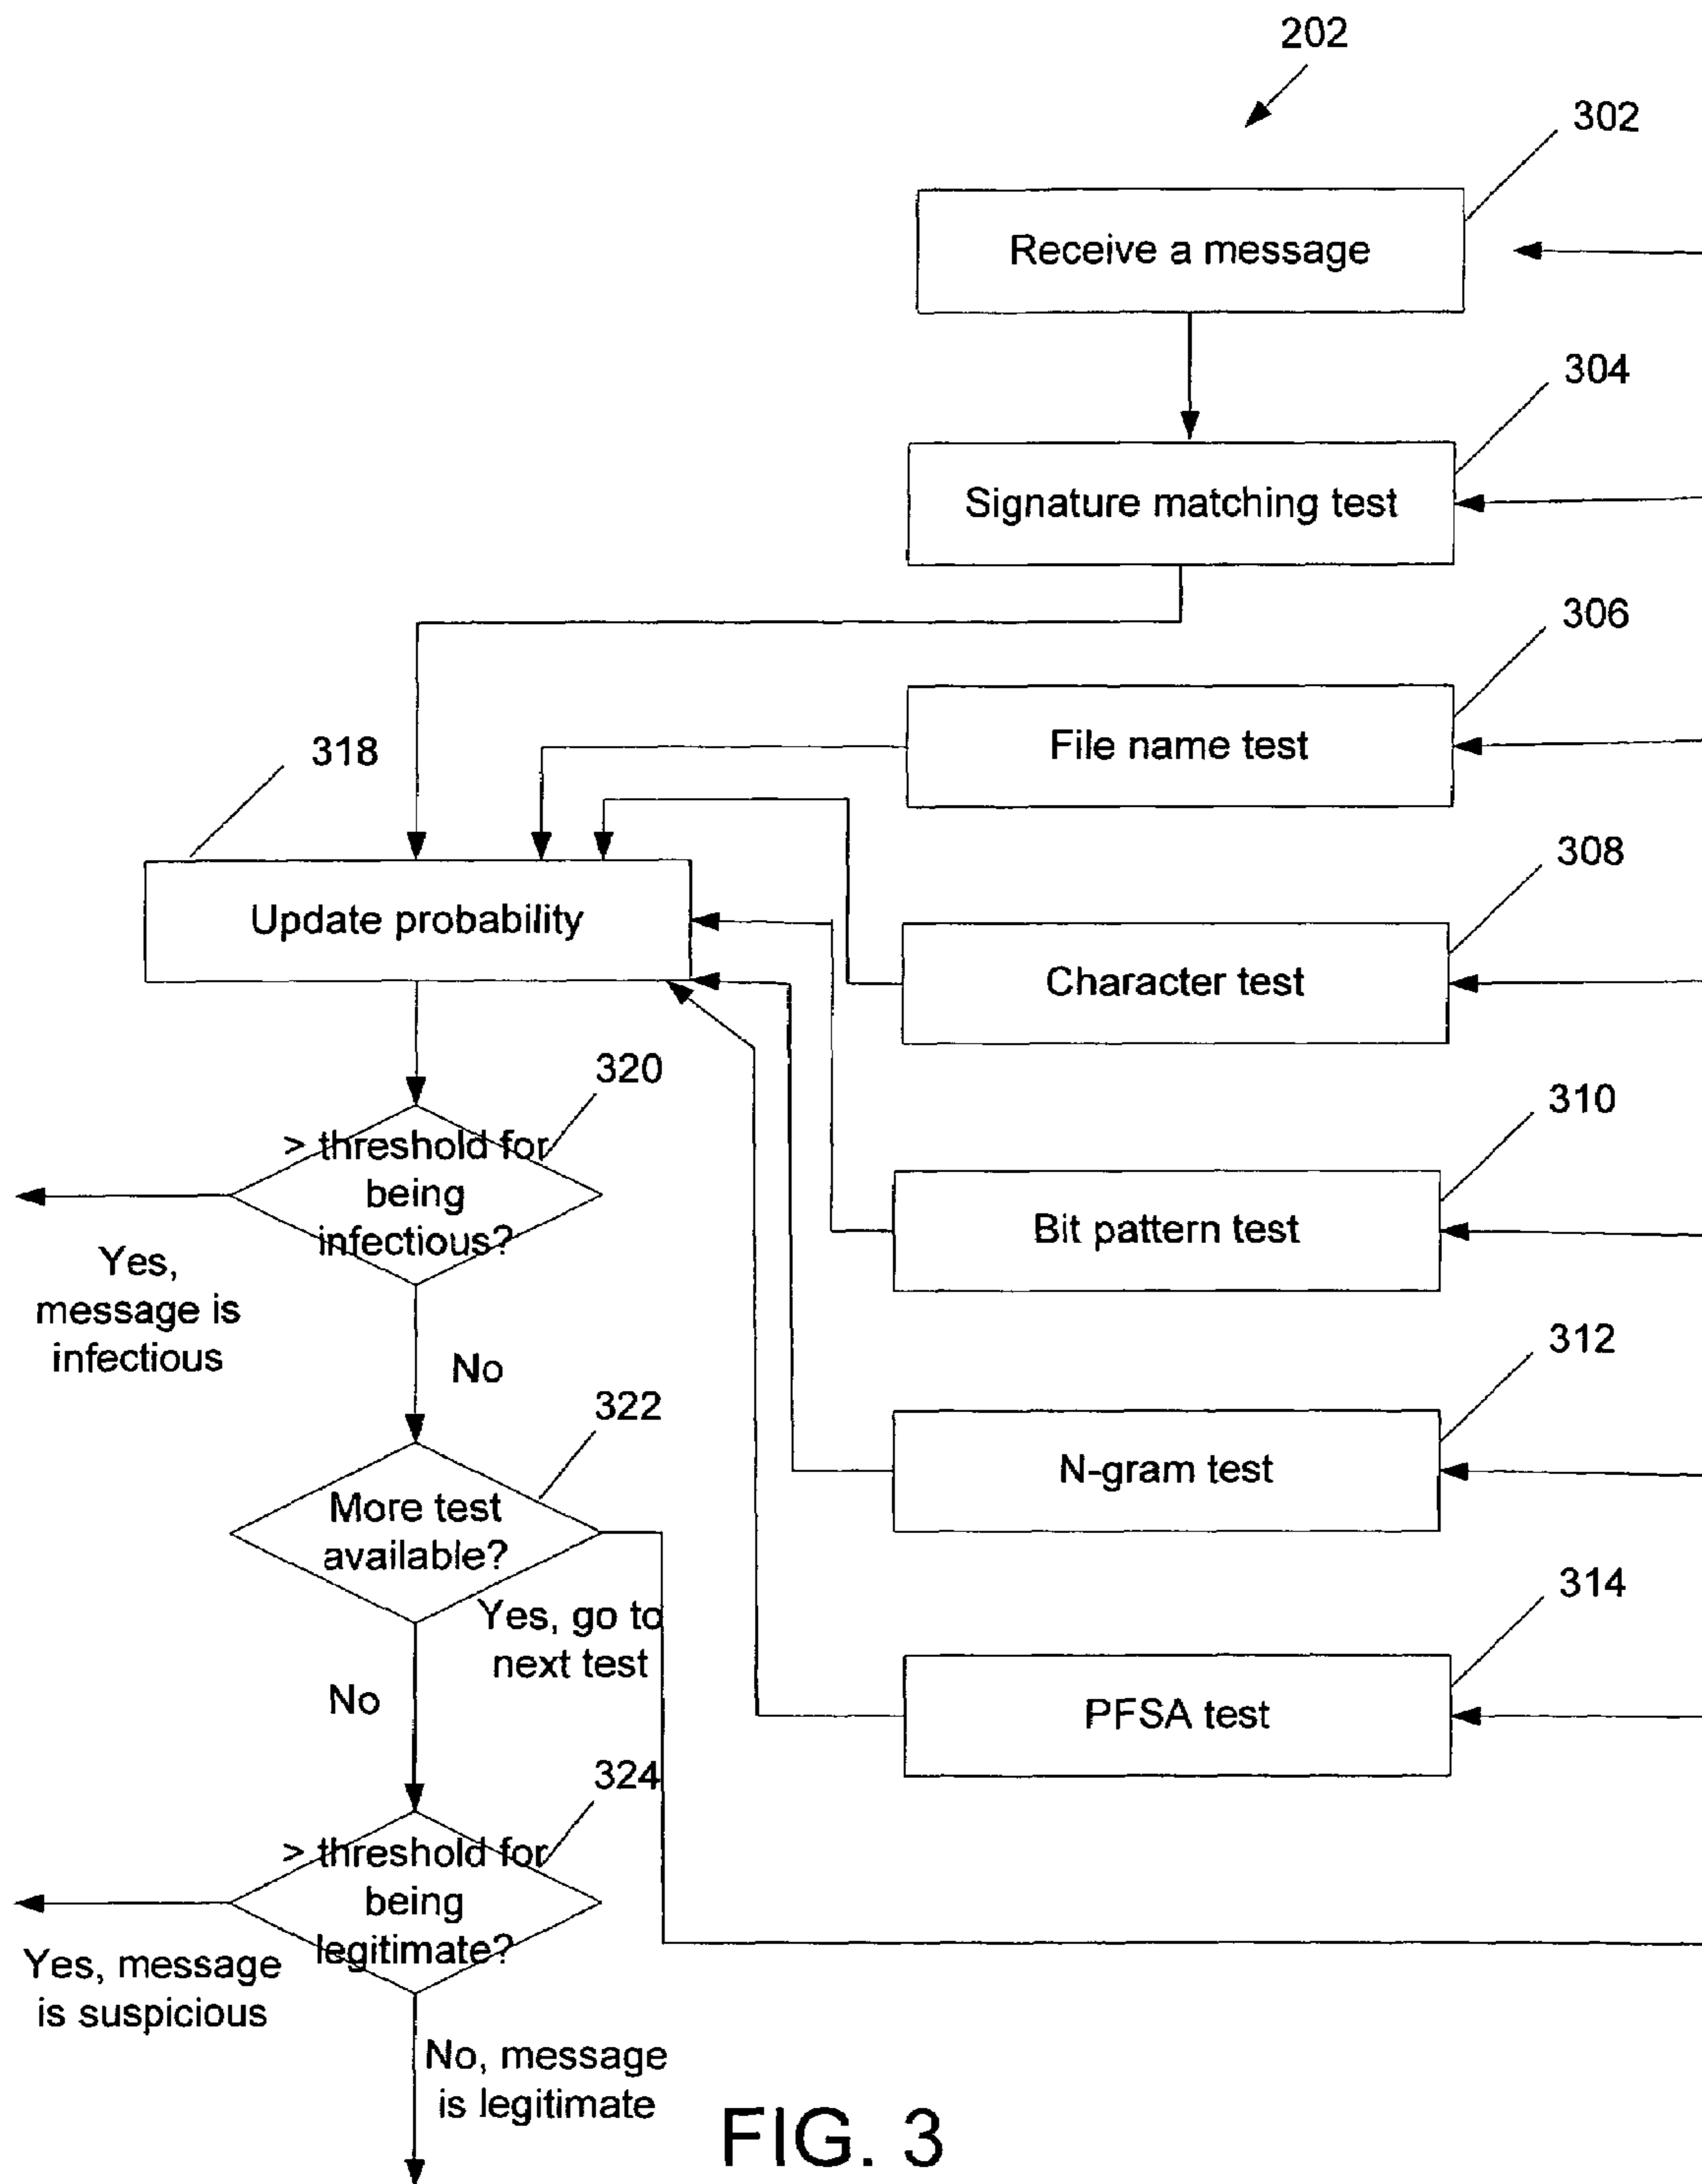 202
302
Receive a message
304
Signature matching test
306
File name test
318
308
Update probability
Character test
320
> threshold for
being
infectious?
310
Bit pattern test
Yes,
message is
infectious
No
312
N-gram test
322
More test
available?
Yes, go to
next test
314
PFSA test
No
324
> threshold for
being
legitimate?
Yes, message
is suspicious
No, message
is legitimate
FIG. 3